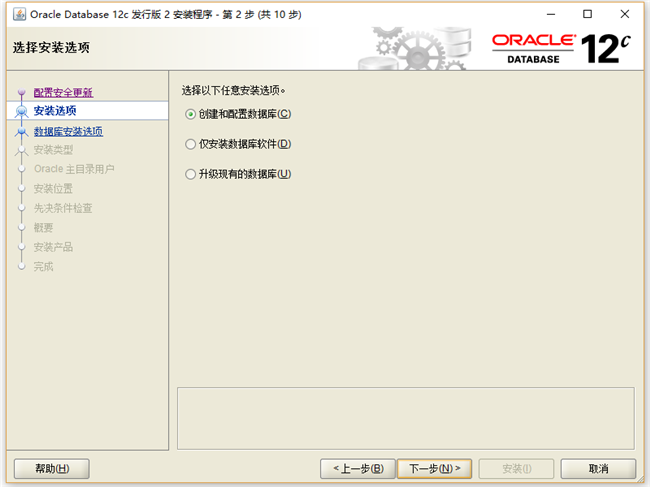 Oracle Database 12c 发行版 2 安装程序 - 第 2 步 (共 10 步)
选择安装选项
ORACLE
DATABASE
12c
配置安全更新
安装选项
数据库安装选项
安装类型
Oracle 主目录用户
安装位置
先决条件检查
概要
安装产品
完成
选择以下任意安装选项。
创建和配置数据库(C)
仅安装数据库软件(D)
升级现有的数据库(U)
帮助(H)
< 上一步(B)
下一步(N) >
安装(I)
取消